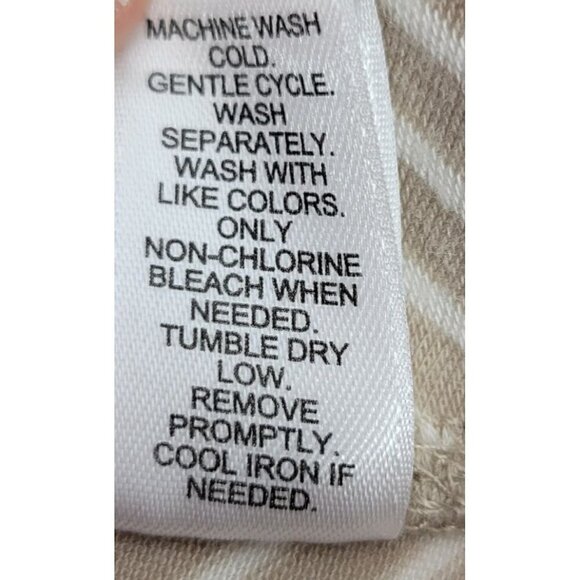 MACHINE WASH
COLD.
GENTLE CYCLE.
WASH
SEPARATELY.
WASH WITH
LIKE COLORS.
ONLY
NON-CHLORINE
BLEACH WHEN
NEEDED.
TUMBLE DRY
LOW.
REMOVE
PROMPTLY.
COOL IRON IF
NEEDED.